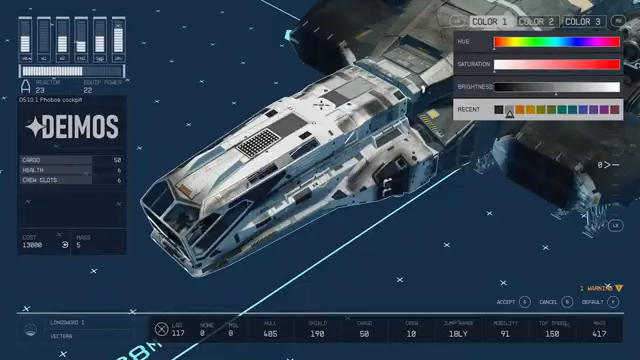 COLOR 1
COLOR 2
COLOR 3
HUE
SATURATION
BRIGHTNESS
RECENT
REACTOR
23
EQUIP POWER
22
DS10.1 Phobos cockpit
DEIMOS
CARGO 50
HEALTH 6
CREW SLOTS 6
COST
13000
MASS
5
0
LK
1 WARNING
ACCEPT A
CANCEL B
DEFAULT
LONGSWORD I
VECTERA
LAS
117
NONE
0
MSL
8
HULL
405
SHIELD
190
CARGO
50
CREW
10
JUMP RANGE
18LY
MOBILITY
91
TOP SPEED
150
MASS
417